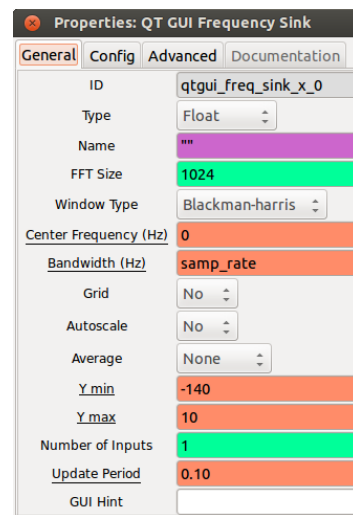 Properties: QT GUI Frequency Sink
General Config Advanced Documentation
ID qtgui_freq_sink_x_0
Type Float
Name ""
FFT Size 1024
Window Type Blackman-harris
Center Frequency (Hz) 0
Bandwidth (Hz) samp_rate
Grid No
Autoscale No
Average None
Y min -140
Y max 10
Number of Inputs 1
Update Period 0.10
GUI Hint